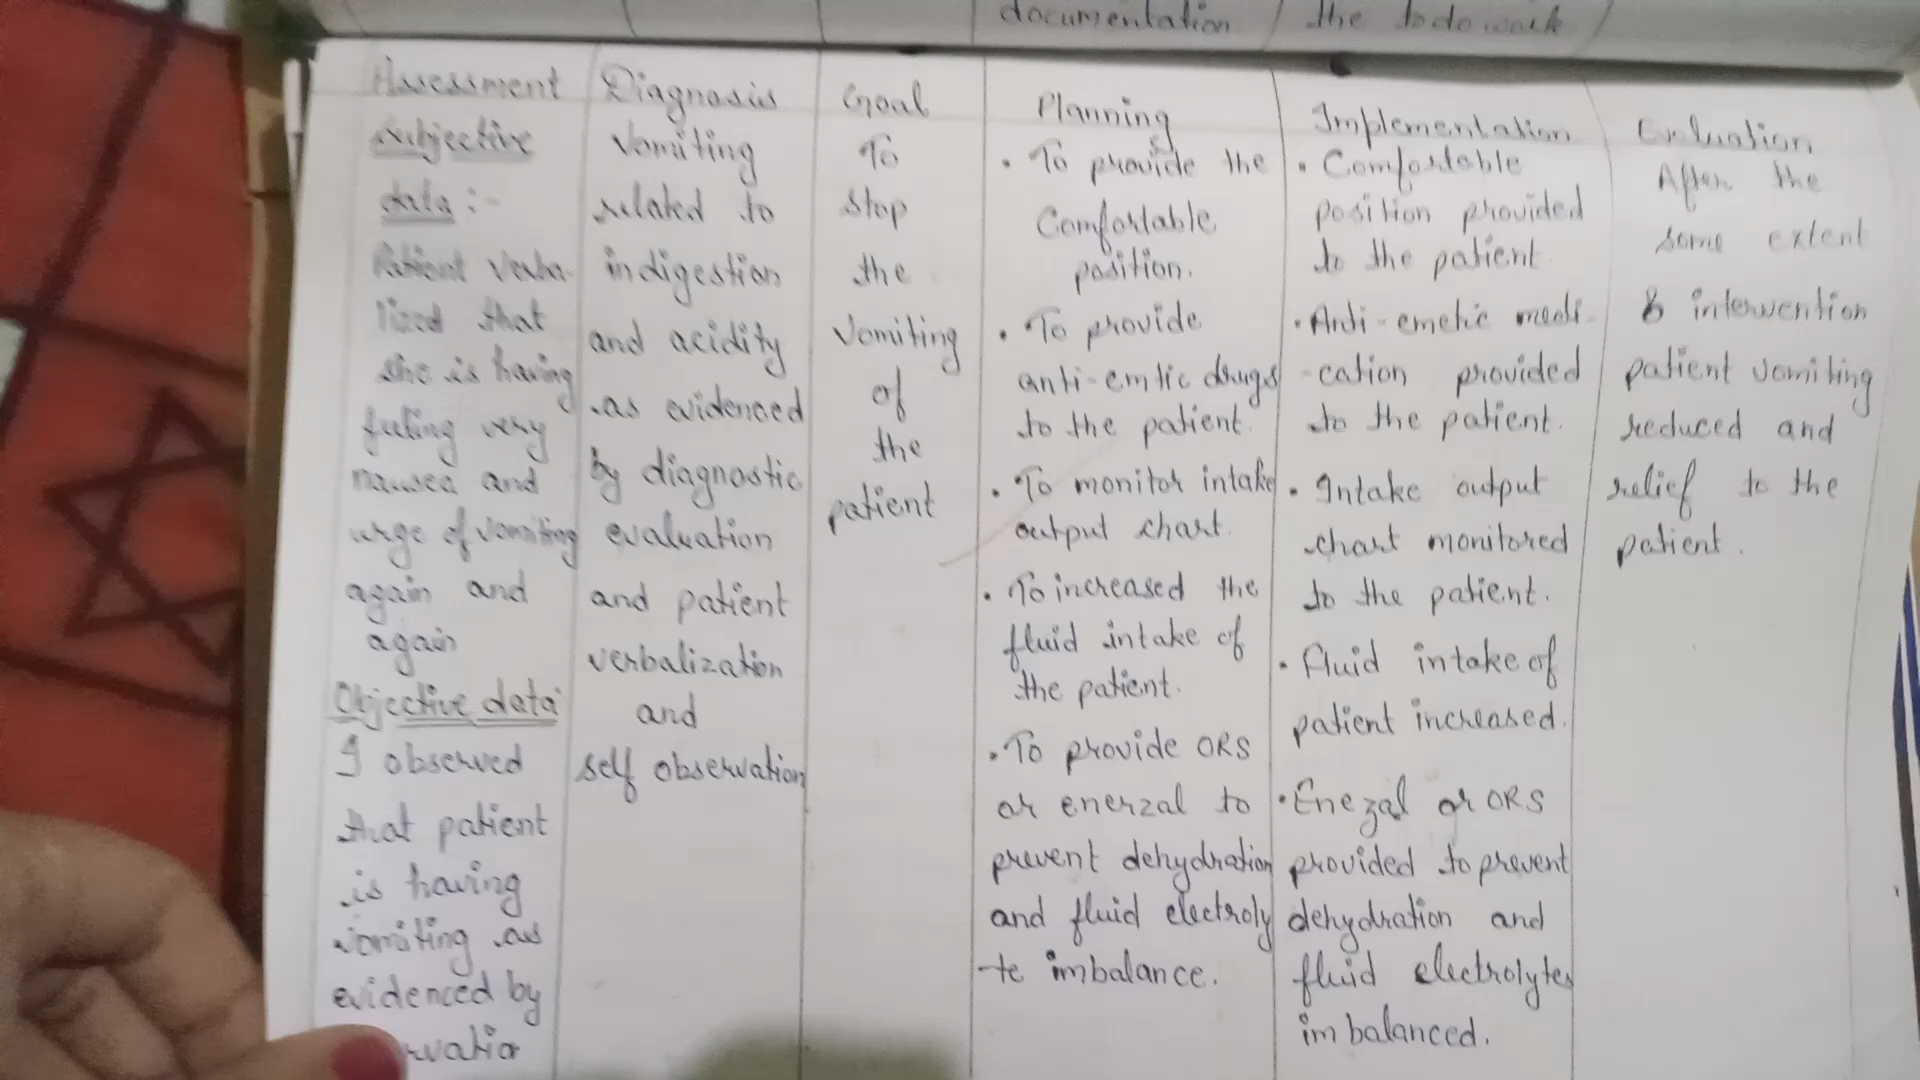 documentation
the to do work
Assessment
Subjective
data :-
Patient verba-
lized that
she is having
feeling very
nausea and
urge of vomiting
again and
again
Objective data
I observed
that patient
is having
vomiting as
evidenced by
Diagnosis
Vomiting
related to
indigestion
and acidity
as evidenced
by diagnostic
evaluation
and patient
verbalization
and
self observation
Goal
To
stop
the
vomiting
of
the
patient
Planning
• To provide the
Comfortable
position.
• To provide
anti-emtic drugs
to the patient.
• To monitor intake
output chart.
• To increased the
fluid intake of
the patient.
• To provide ORS
or enerzal to
prevent dehydration
and fluid electroly
-te imbalance.
Implementation
• Comfortable
position provided
to the patient
• Anti-emetic medi-
-cation provided
to the patient.
• Intake output
chart monitored
to the patient.
• Fluid intake of
patient increased.
• Enezal or ORS
provided to prevent
dehydration and
fluid electrolytes
imbalanced.
Evaluation
After the
some extent
& intervention
patient vomiting
reduced and
relief to the
patient.